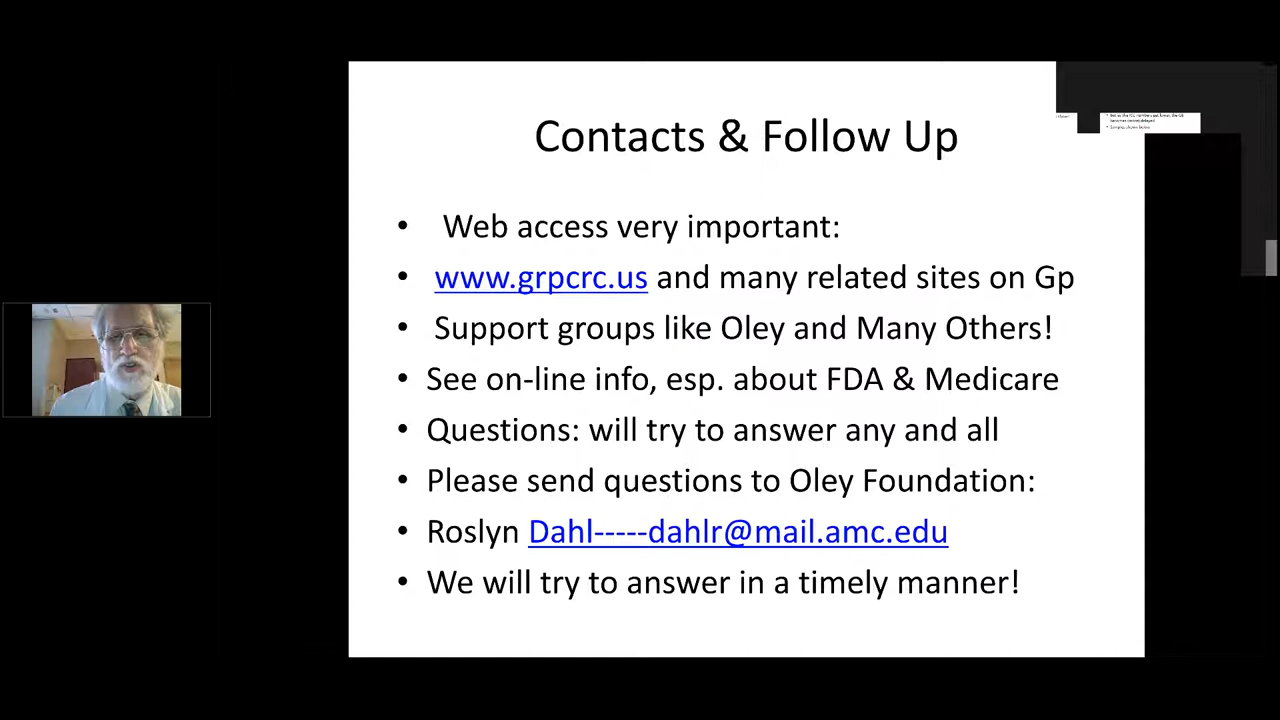 Contacts & Follow Up
• Web access very important:
• www.grpcrc.us and many related sites on Gp
• Support groups like Oley and Many Others!
• See on-line info, esp. about FDA & Medicare
• Questions: will try to answer any and all
• Please send questions to Oley Foundation:
• Roslyn Dahl-----dahlr@mail.amc.edu
• We will try to answer in a timely manner!